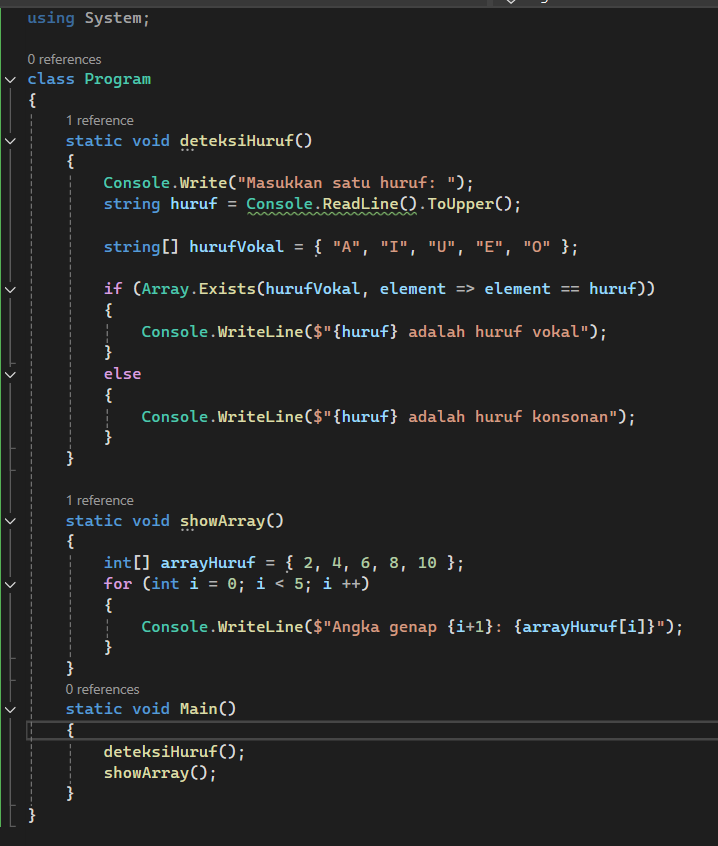 using System;
0 references
class Program
{
1 reference
static void deteksiHuruf()
{
Console.Write("Masukkan satu huruf: ");
string huruf = Console.ReadLine().ToUpper();
string[] hurufVokal = { "A", "I", "U", "E", "O" };
if (Array.Exists(hurufVokal, element => element == huruf))
{
Console.WriteLine($"{huruf} adalah huruf vokal");
}
else
{
Console.WriteLine($"{huruf} adalah huruf konsonan");
}
}
1 reference
static void showArray()
{
int[] arrayHuruf = { 2, 4, 6, 8, 10 };
for (int i = 0; i < 5; i ++)
{
Console.WriteLine($"Angka genap {i+1}: {arrayHuruf[i]}");
}
}
0 references
static void Main()
{
deteksiHuruf();
showArray();
}
}